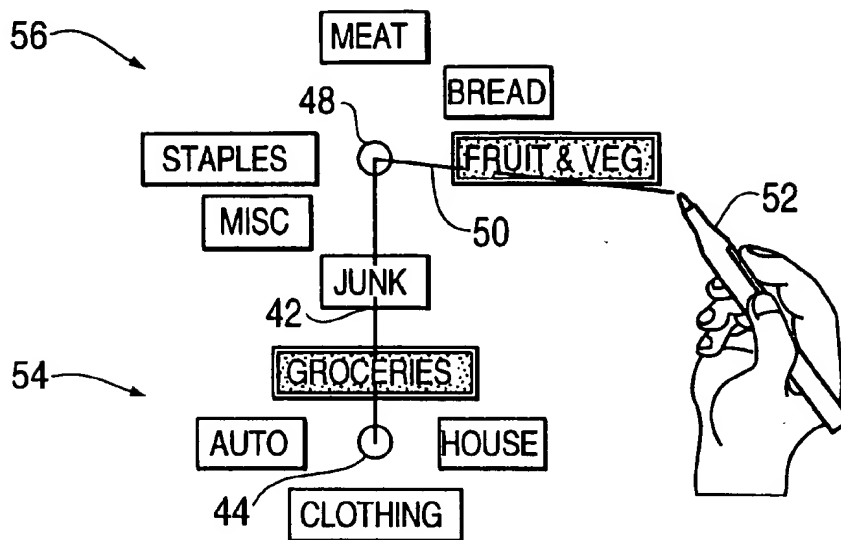 MEAT
56
BREAD
48
STAPLES
FRUIT & VEG
52
MISC
50
JUNK
42
GROCERIES
54
AUTO
HOUSE
44
CLOTHING